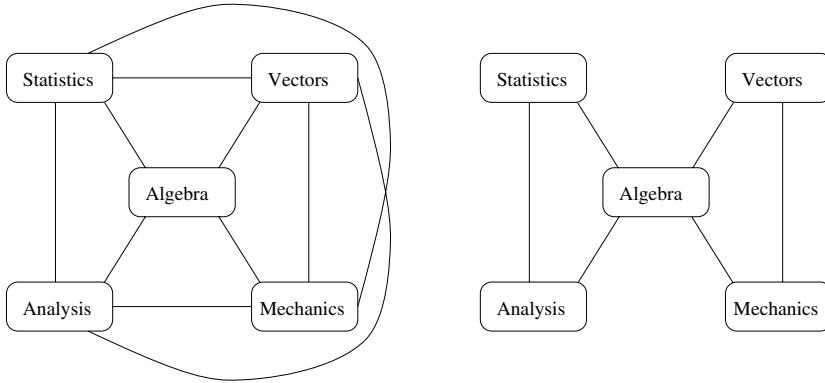 Statistics Vectors
Algebra
Analysis Mechanics
Statistics Vectors
Algebra
Analysis Mechanics